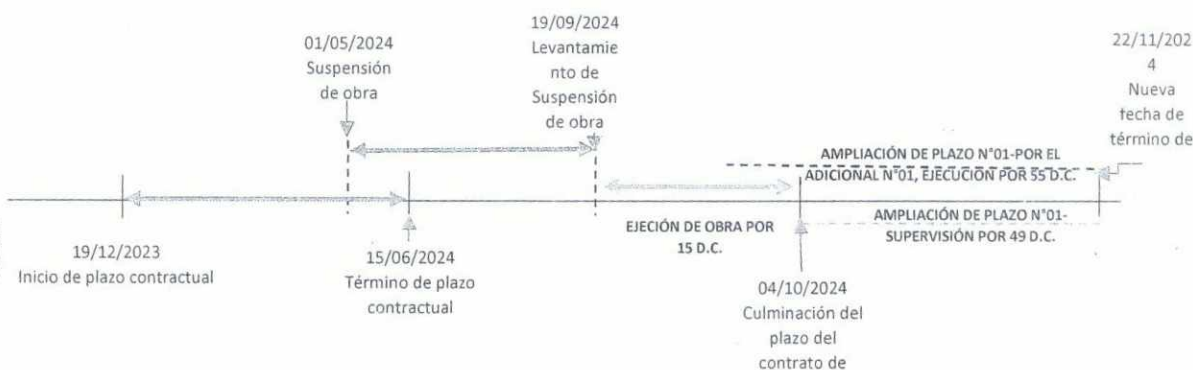 01/05/2024
Suspensión
de obra
19/09/2024
Levantamie
nto de
Suspensión
de obra
22/11/202
4
Nueva
fecha de
término de
AMPLIACIÓN DE PLAZO N°01-POR EL
ADICIONAL N°01, EJECUCIÓN POR 55 D.C.
EJECIÓN DE OBRA POR
15 D.C.
AMPLIACIÓN DE PLAZO N°01-
SUPERVISIÓN POR 49 D.C.
19/12/2023
Inicio de plazo contractual
15/06/2024
Término de plazo
contractual
04/10/2024
Culminación del
plazo del
contrato de